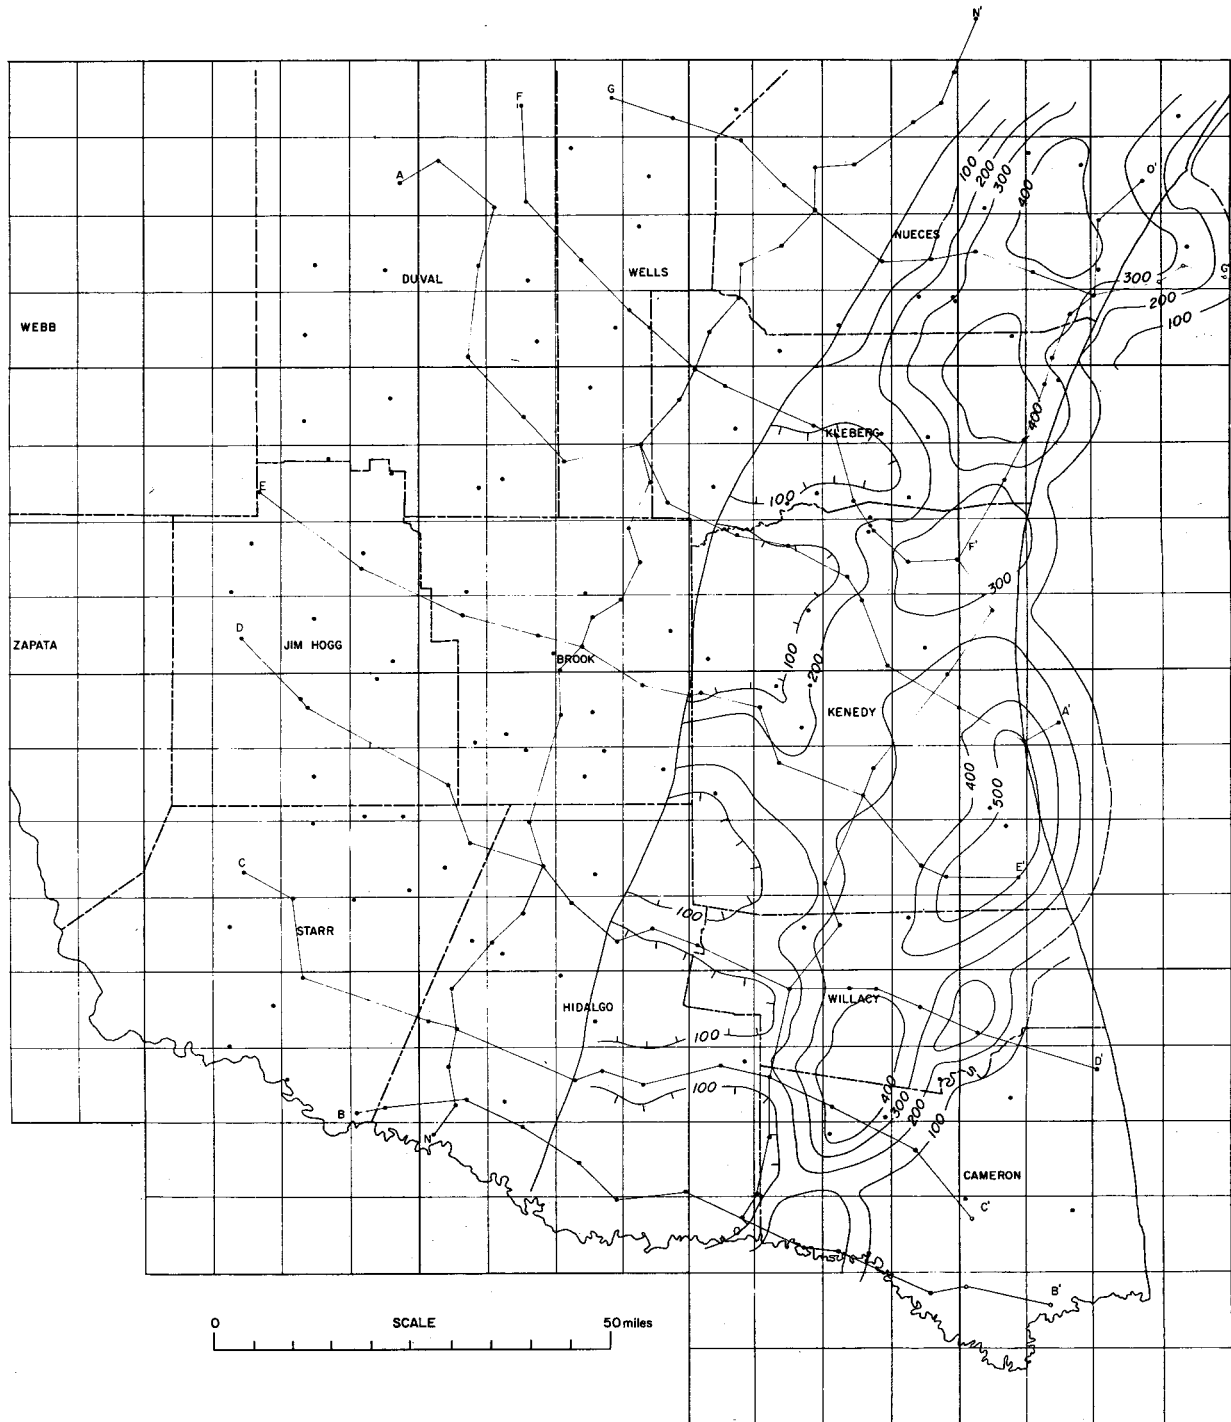 N'
F
G
A
O'
100
200
300
400
NUECES
DUVAL
WELLS
G'
300
200
100
WEBB
400
KLEBERG
E
100
F'
300
D
ZAPATA
JIM HOGG
BROOK
100
200
KENEDY
A'
400
500
C
E'
100
STARR
HIDALGO
WILLACY
100
D'
100
400
300
200
100
B
N
CAMERON
C'
B'
0 SCALE 50 miles